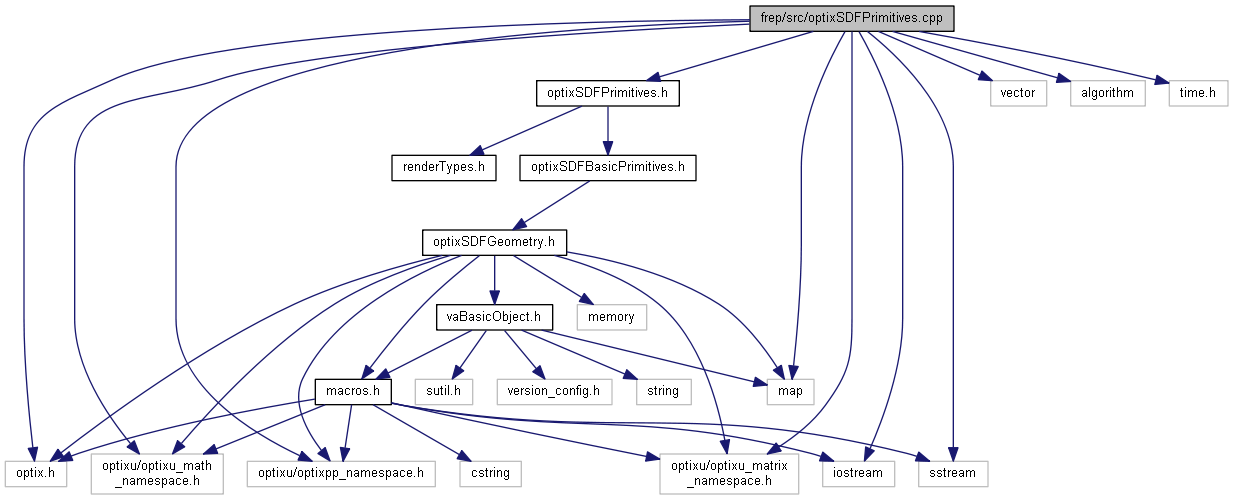 frep/src/optixSDFPrimitives.cpp
optixSDFPrimitives.h
vector
algorithm
time.h
renderTypes.h
optixSDFBasicPrimitives.h
optixSDFGeometry.h
vaBasicObject.h
memory
macros.h
sutil.h
version_config.h
string
map
optix.h
optixu/optixu_math
_namespace.h
optixu/optixpp_namespace.h
cstring
optixu/optixu_matrix
_namespace.h
iostream
sstream